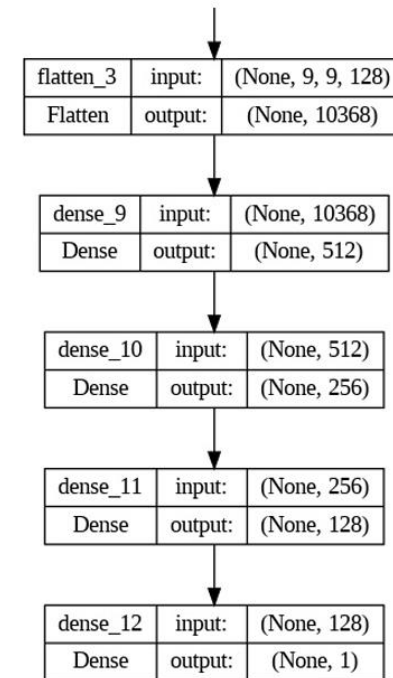 flatten_3 input: (None, 9, 9, 128)
Flatten output: (None, 10368)
dense_9 input: (None, 10368)
Dense output: (None, 512)
dense_10 input: (None, 512)
Dense output: (None, 256)
dense_11 input: (None, 256)
Dense output: (None, 128)
dense_12 input: (None, 128)
Dense output: (None, 1)